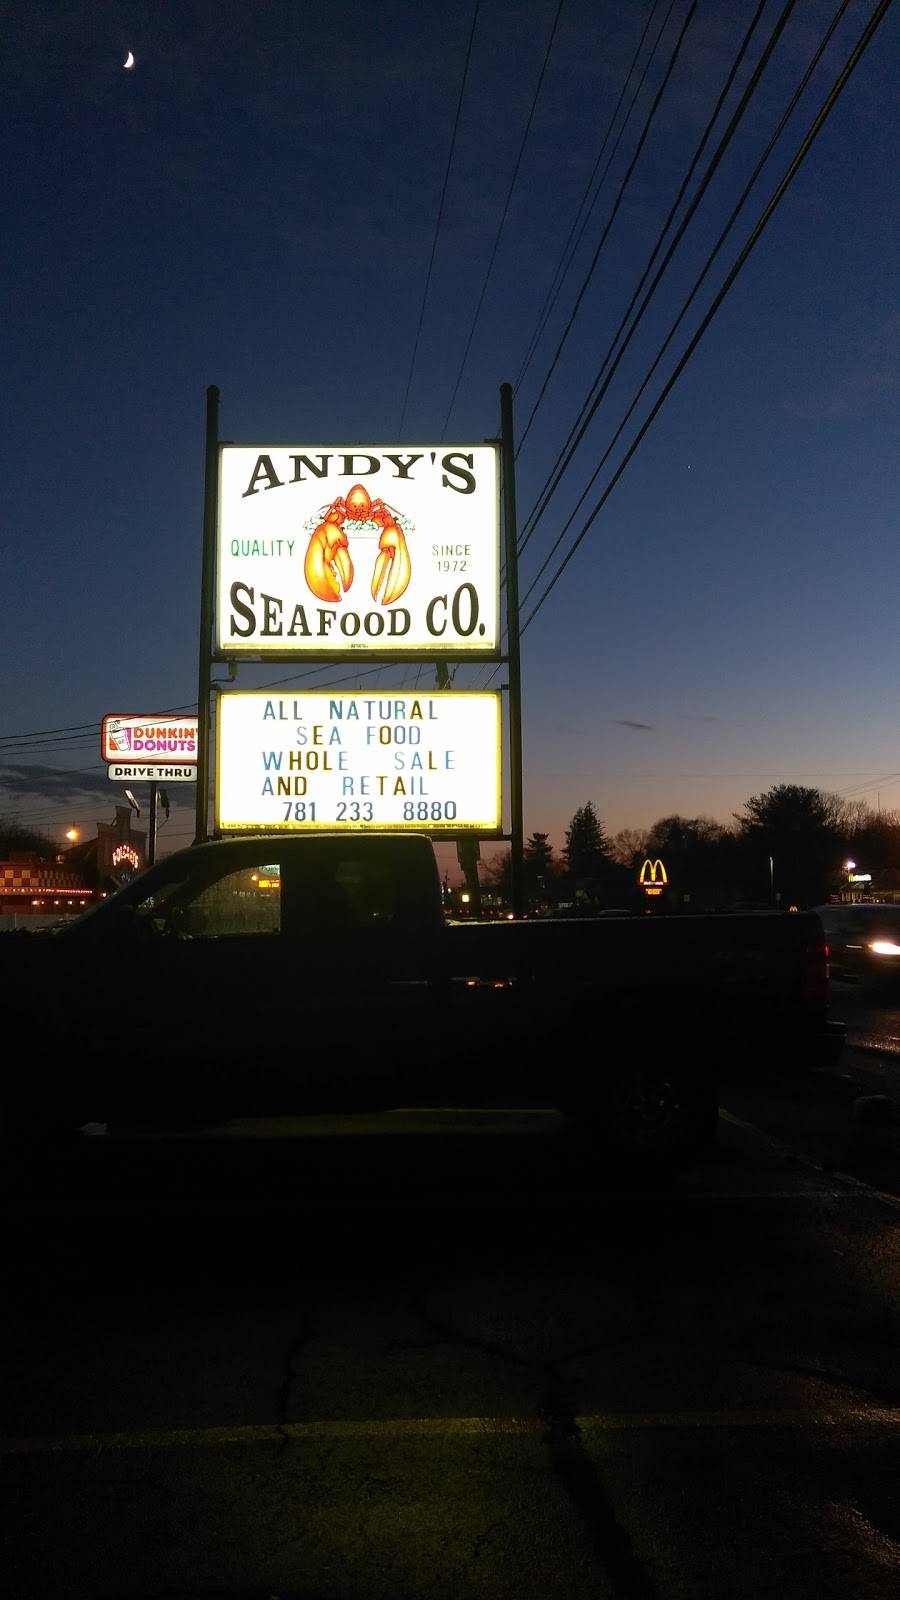 ANDY'S
QUALITY
SINCE
1972
SEAFOOD CO.
ALL NATURAL
SEA FOOD
WHOLE SALE
AND RETAIL
781 233 8880
DUNKIN'
DONUTS
DRIVE THRU